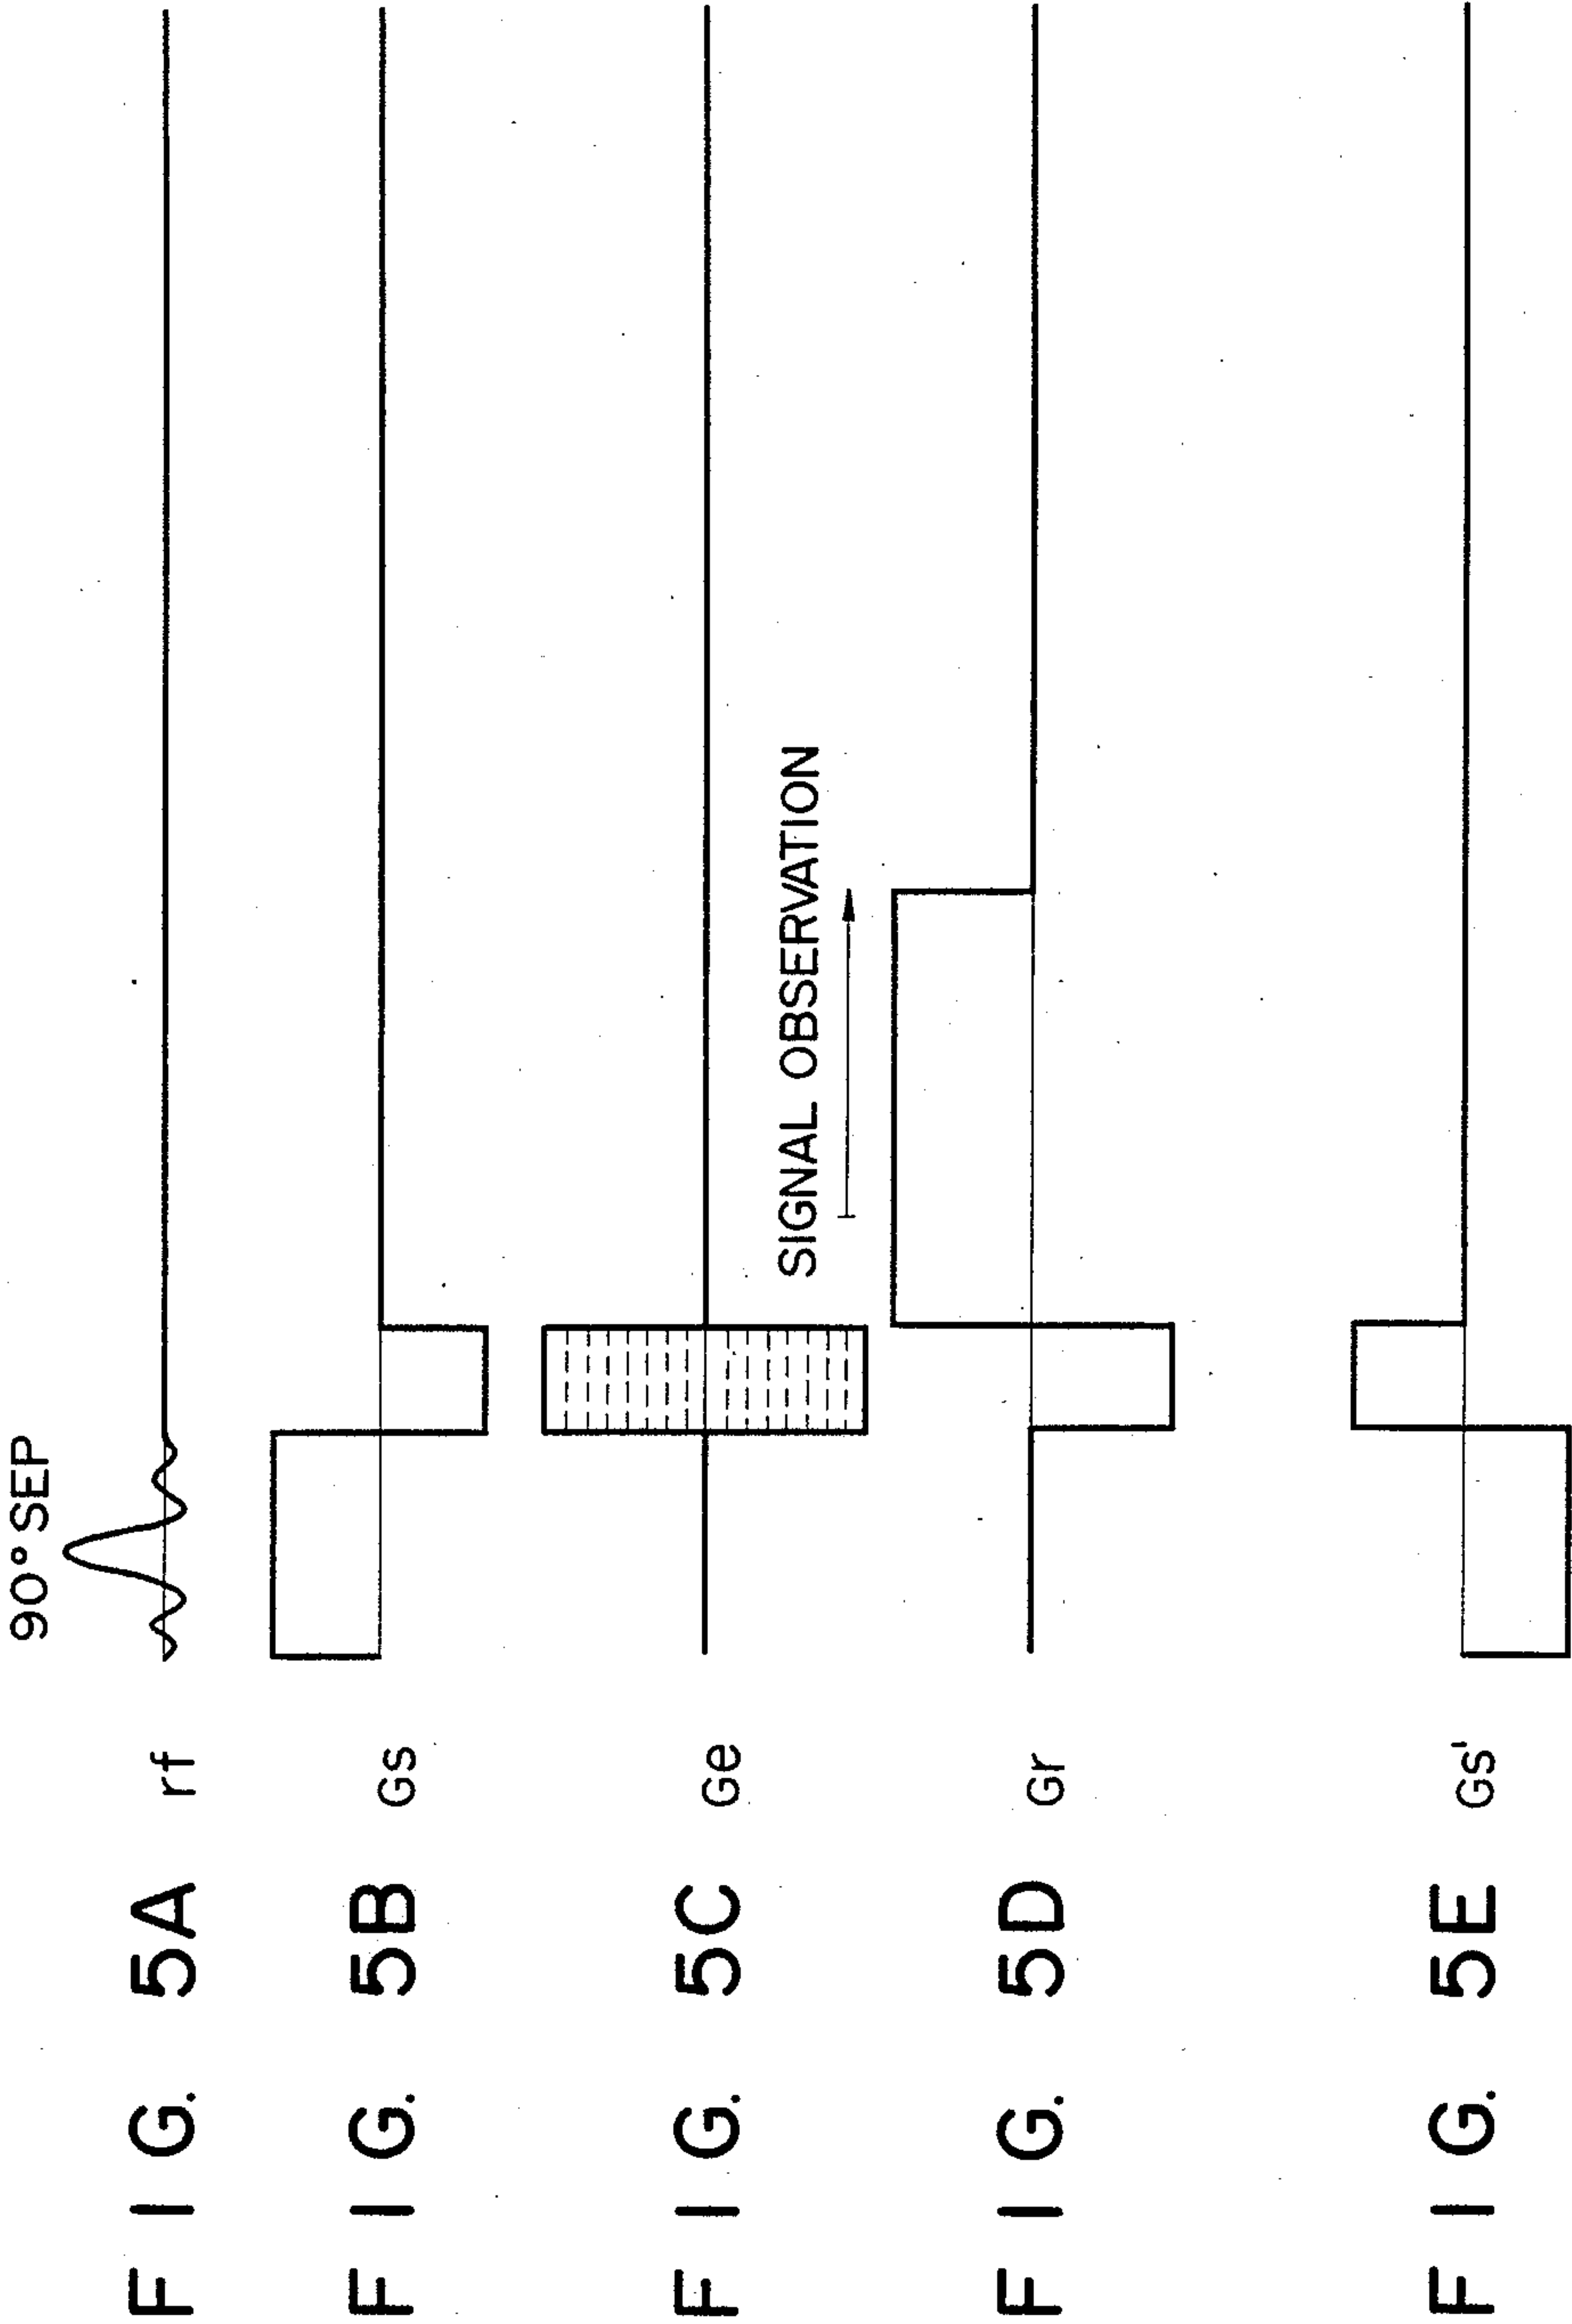 90° SEP
FIG. 5A rf
FIG. 5B Gs
FIG. 5C Ge
SIGNAL OBSERVATION
FIG. 5D Gr
FIG. 5E Gs'